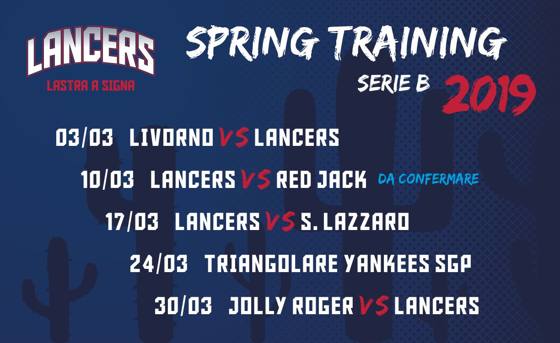 LANCERS
LASTRA A SIGNA
SPRING TRAINING
SERIE B 2019
03/03 LIVORNO VS LANCERS
10/03 LANCERS VS RED JACK DA CONFERMARE
17/03 LANCERS VS S. LAZZARO
24/03 TRIANGOLARE YANKEES SGP
30/03 JOLLY ROGER VS LANCERS